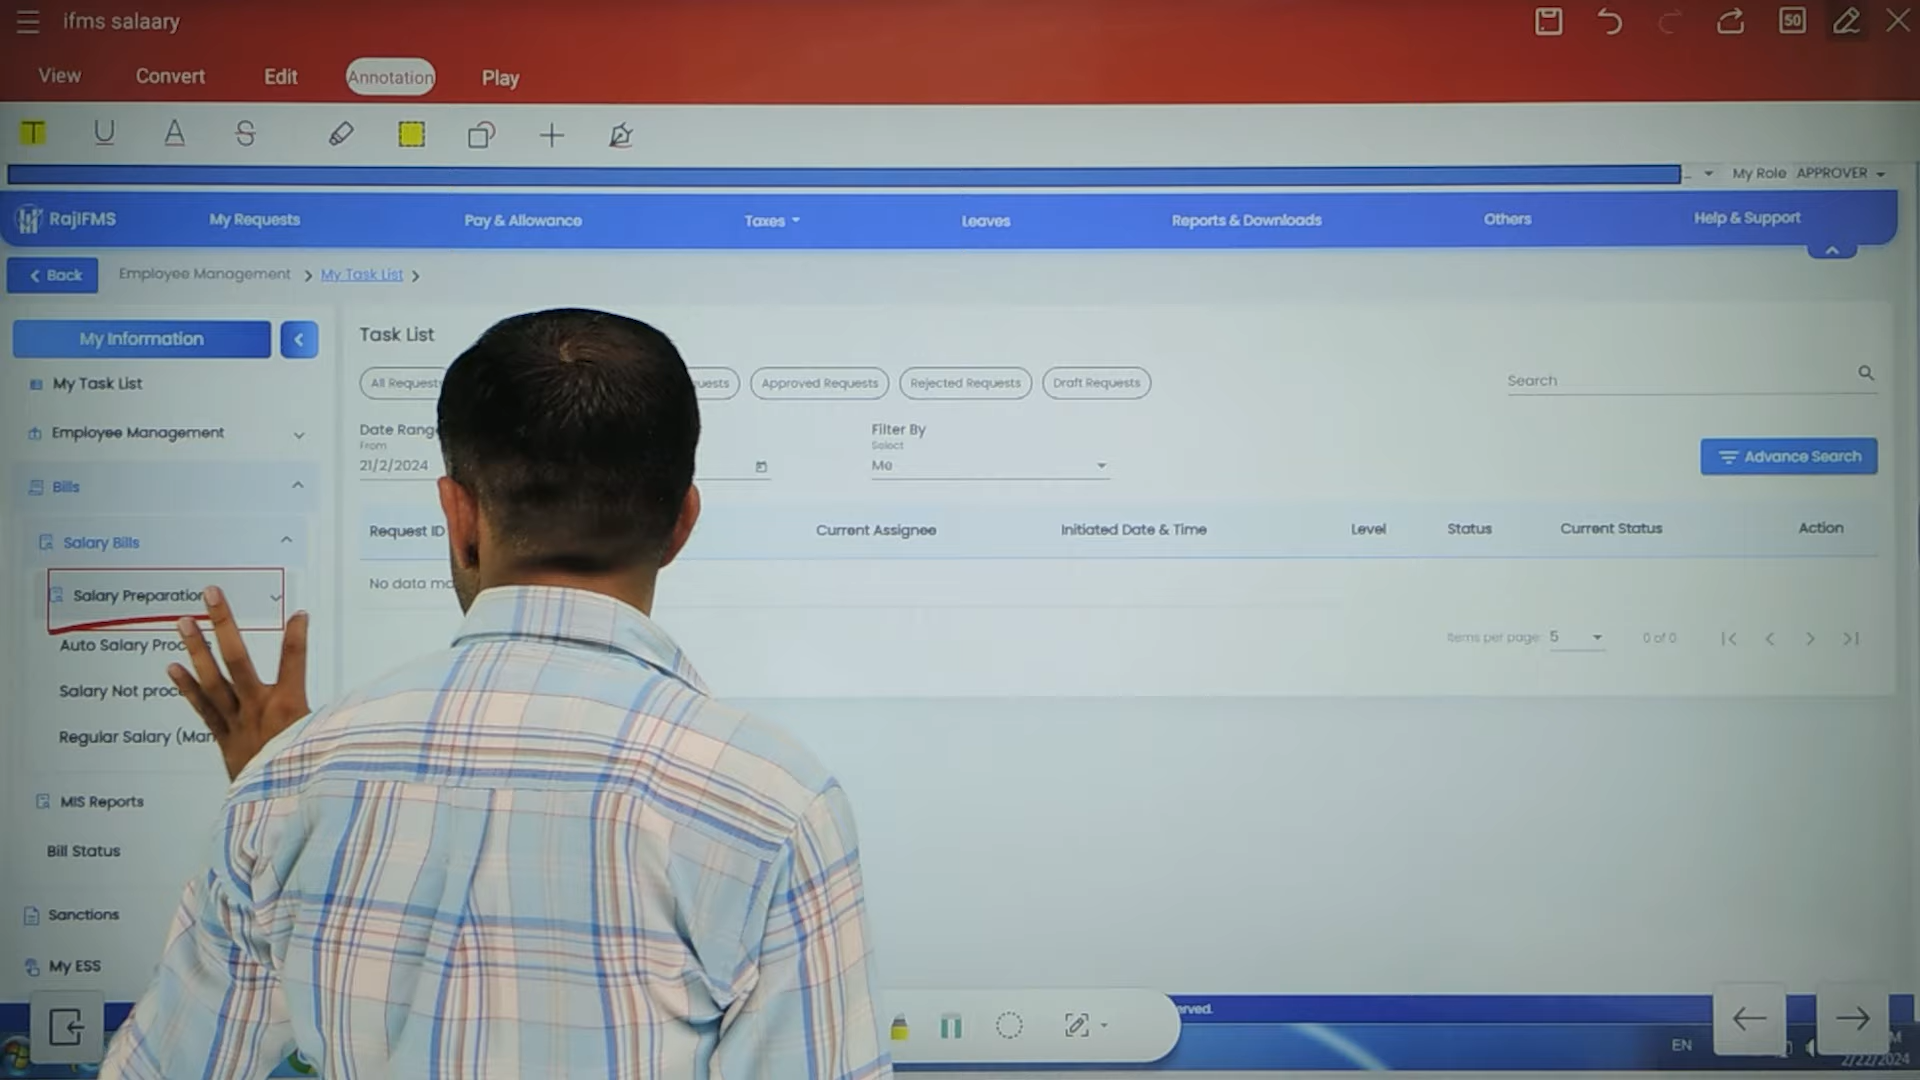 ifms salaary
50
View Convert Edit Annotation Play
T U A S
My Role APPROVER
RajIFMS My Requests Pay & Allowance Taxes Leaves Reports & Downloads Others Help & Support
Back Employee Management My Task List
My Information
My Task List
Employee Management
Bills
Salary Bills
Salary Preparation
Auto Salary
Salary Not
Regular Salary
MIS Reports
Bill Status
Sanctions
My ESS
Task List
All Requests Approved Requests Rejected Requests Draft Requests
Search
Date Filter By
From Select
21/2/2024 Me
Advance Search
Request ID Current Assignee Initiated Date & Time Level Status Current Status Action
No data
Items per page: 5 0 of 0
EN
2/22/2024